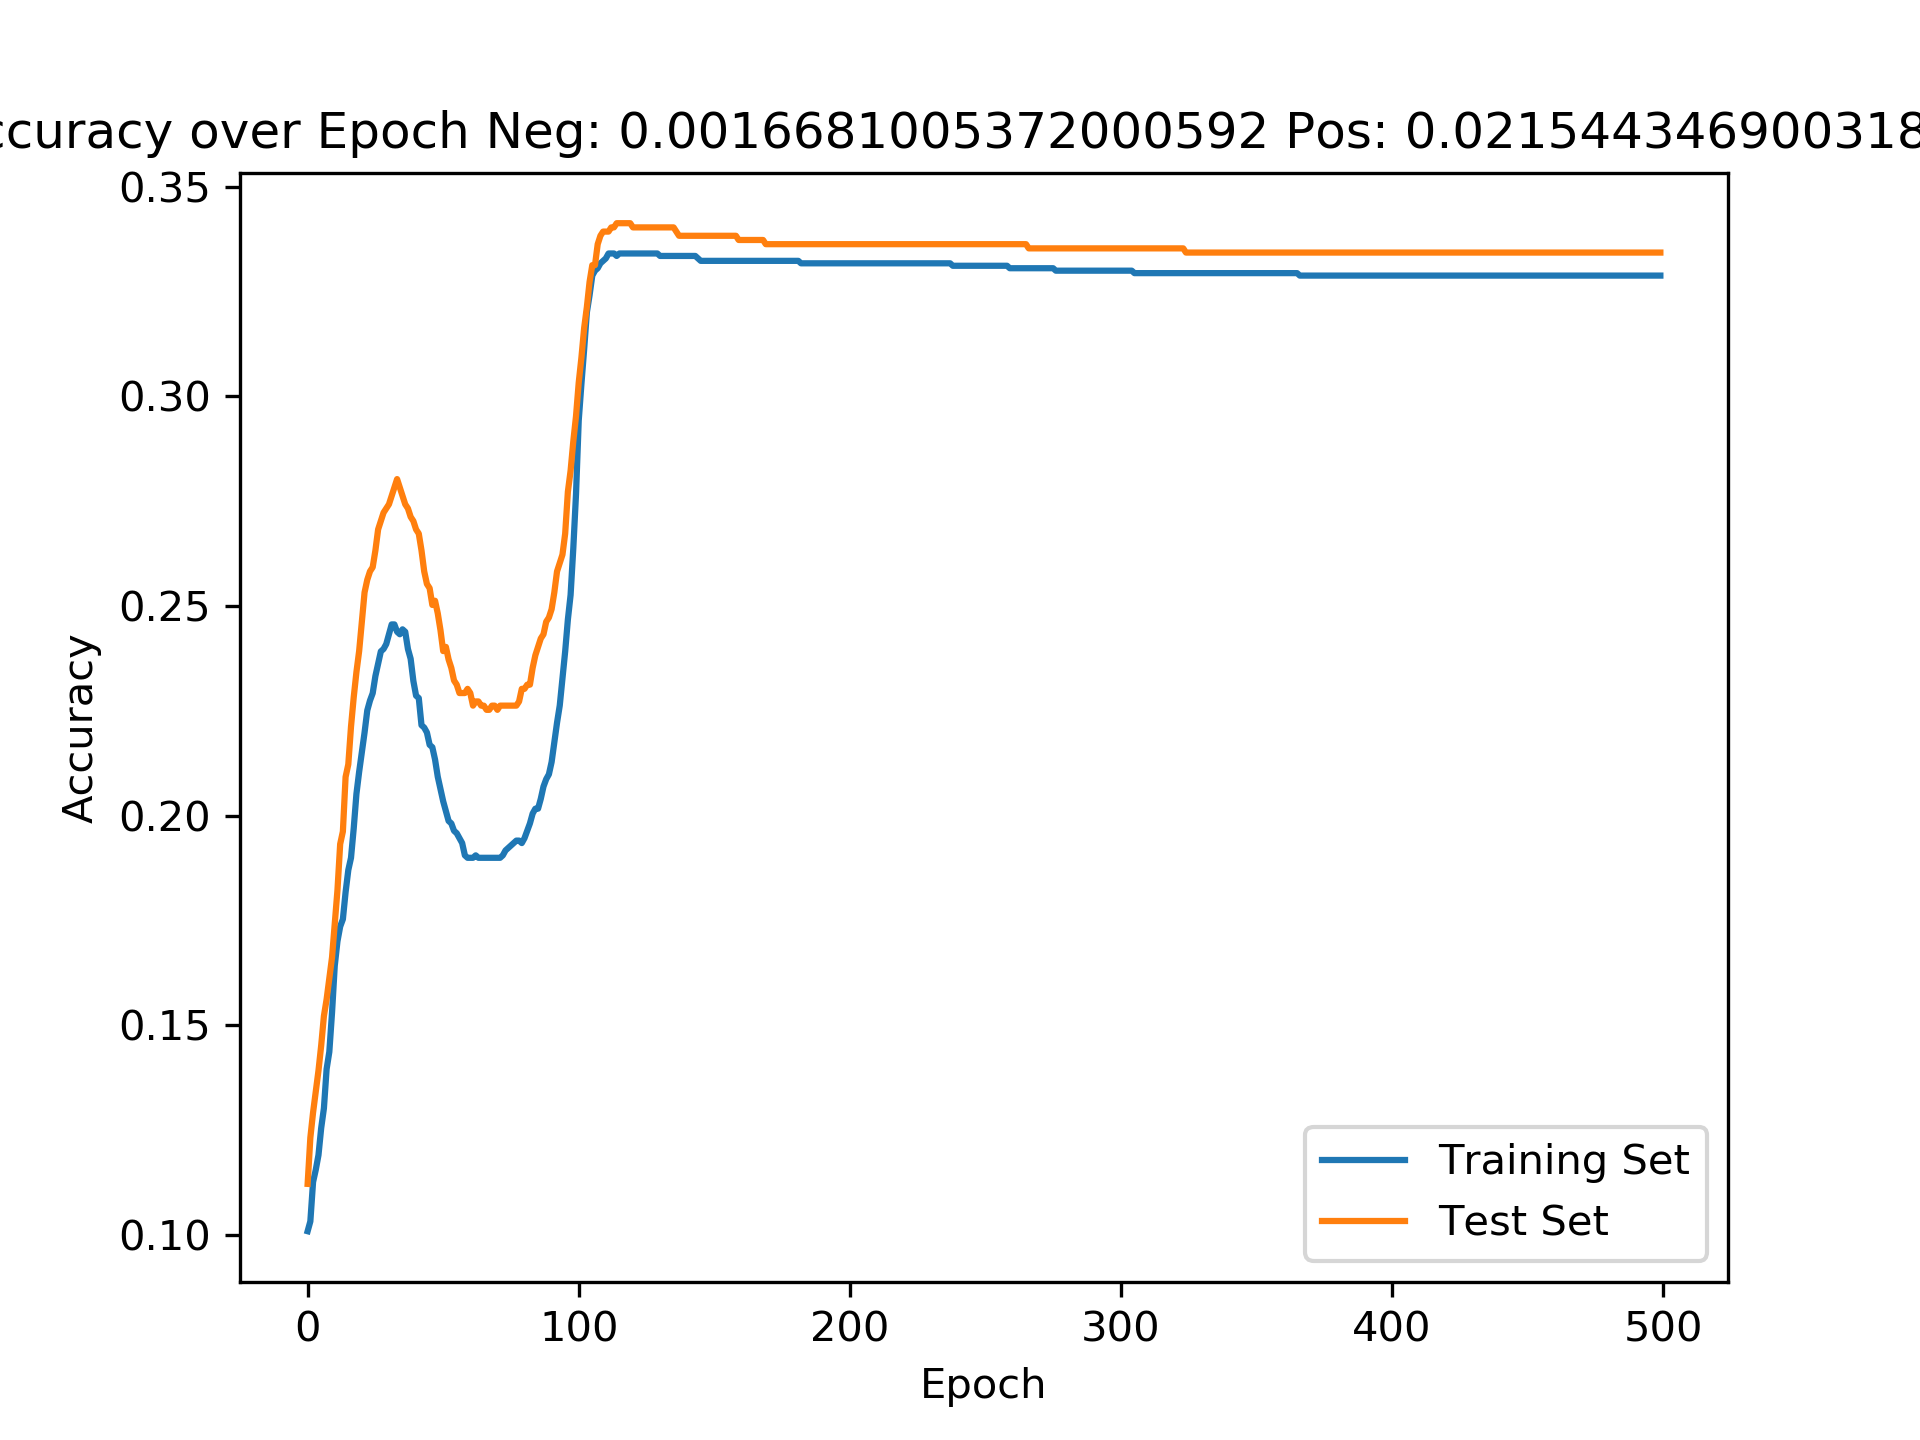 ccuracy over Epoch Neg: 0.0016681005372000592 Pos: 0.021544346900318
0.35
0.30
0.25
0.20
0.15
0.10
Accuracy
0 100 200 300 400 500
Epoch
Training Set
Test Set